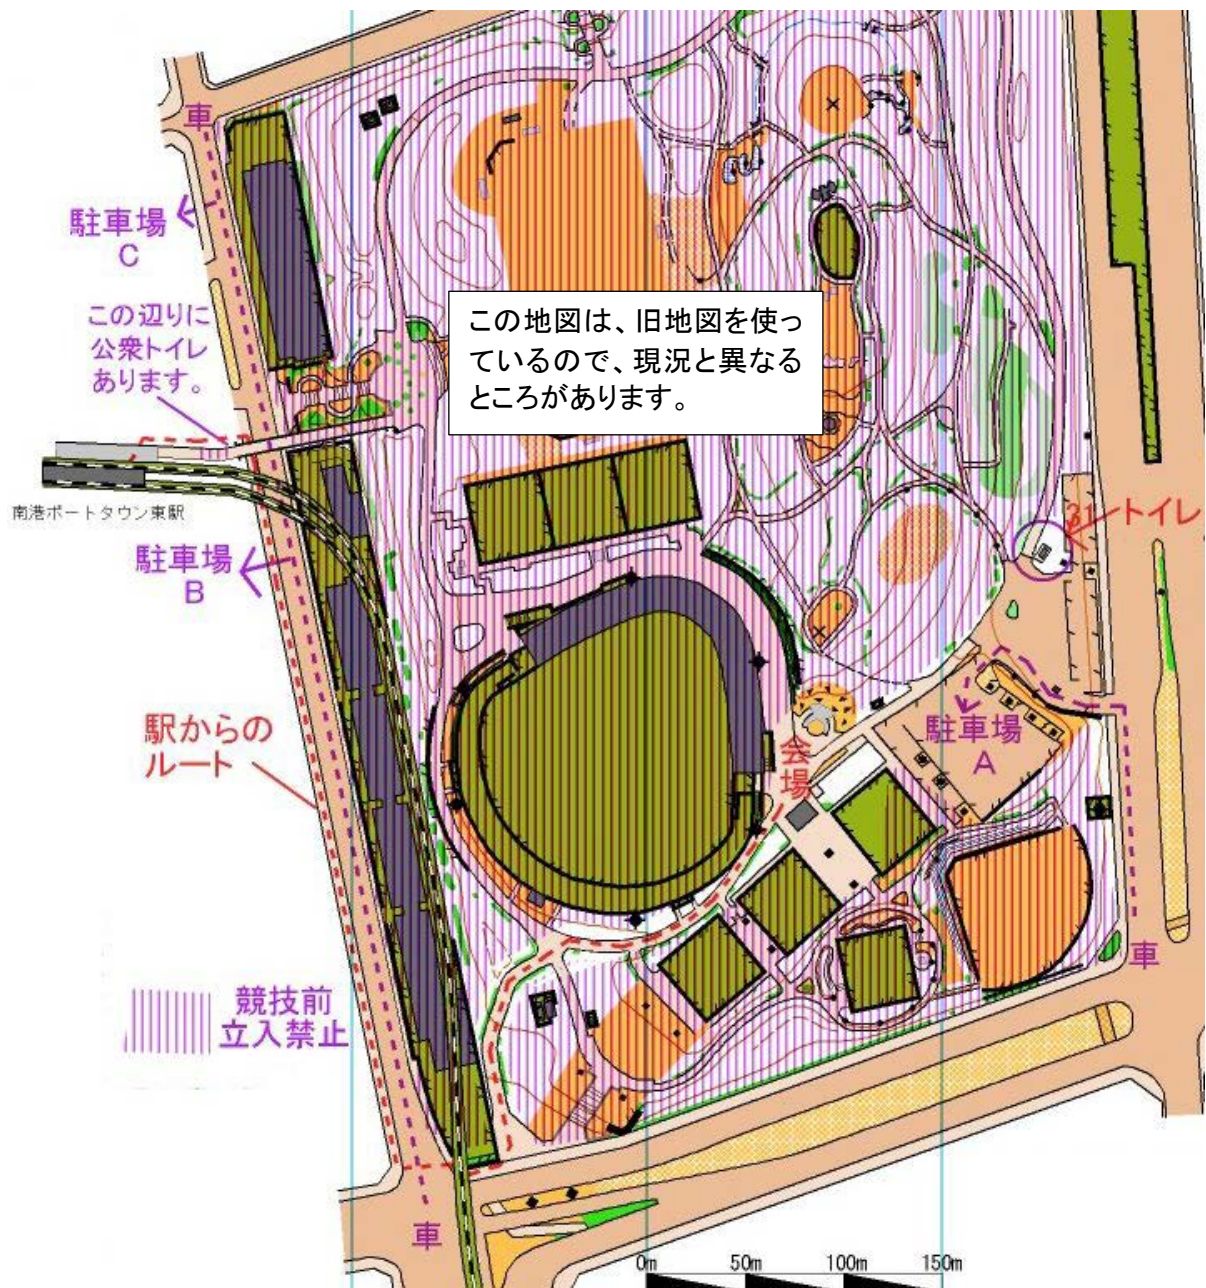 車
駐車場
C
この辺りに
公衆トイレ
あります。
この地図は、旧地図を使っ
ているので、現況と異なる
ところがあります。
南港ポートタウン東駅
31
トイレ
駐車場
B
駅からの
ルート
会場
駐車場
A
車
競技前
立入禁止
車
0m 50m 100m 150m